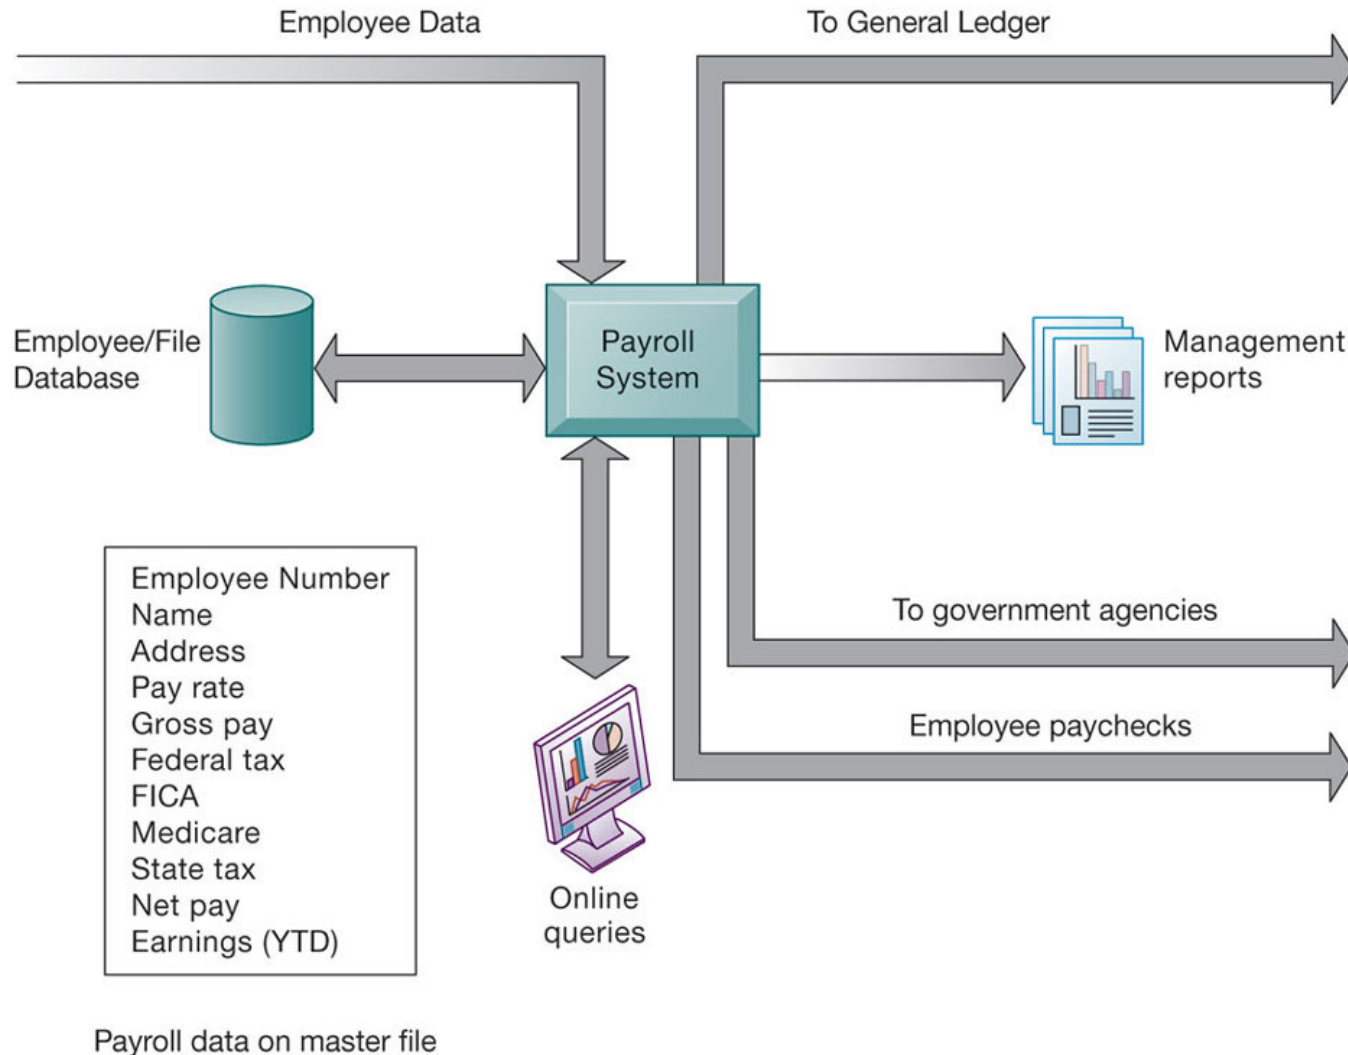 Employee Data
To General Ledger
Employee/File
Database
Payroll
System
Management
reports
Employee Number
Name
Address
Pay rate
Gross pay
Federal tax
FICA
Medicare
State tax
Net pay
Earnings (YTD)
To government agencies
Employee paychecks
Online
queries
Payroll data on master file